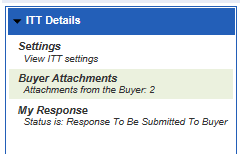 ITT Details
Settings
View ITT settings
Buyer Attachments
Attachments from the Buyer: 2
My Response
Status is: Response To Be Submitted To Buyer